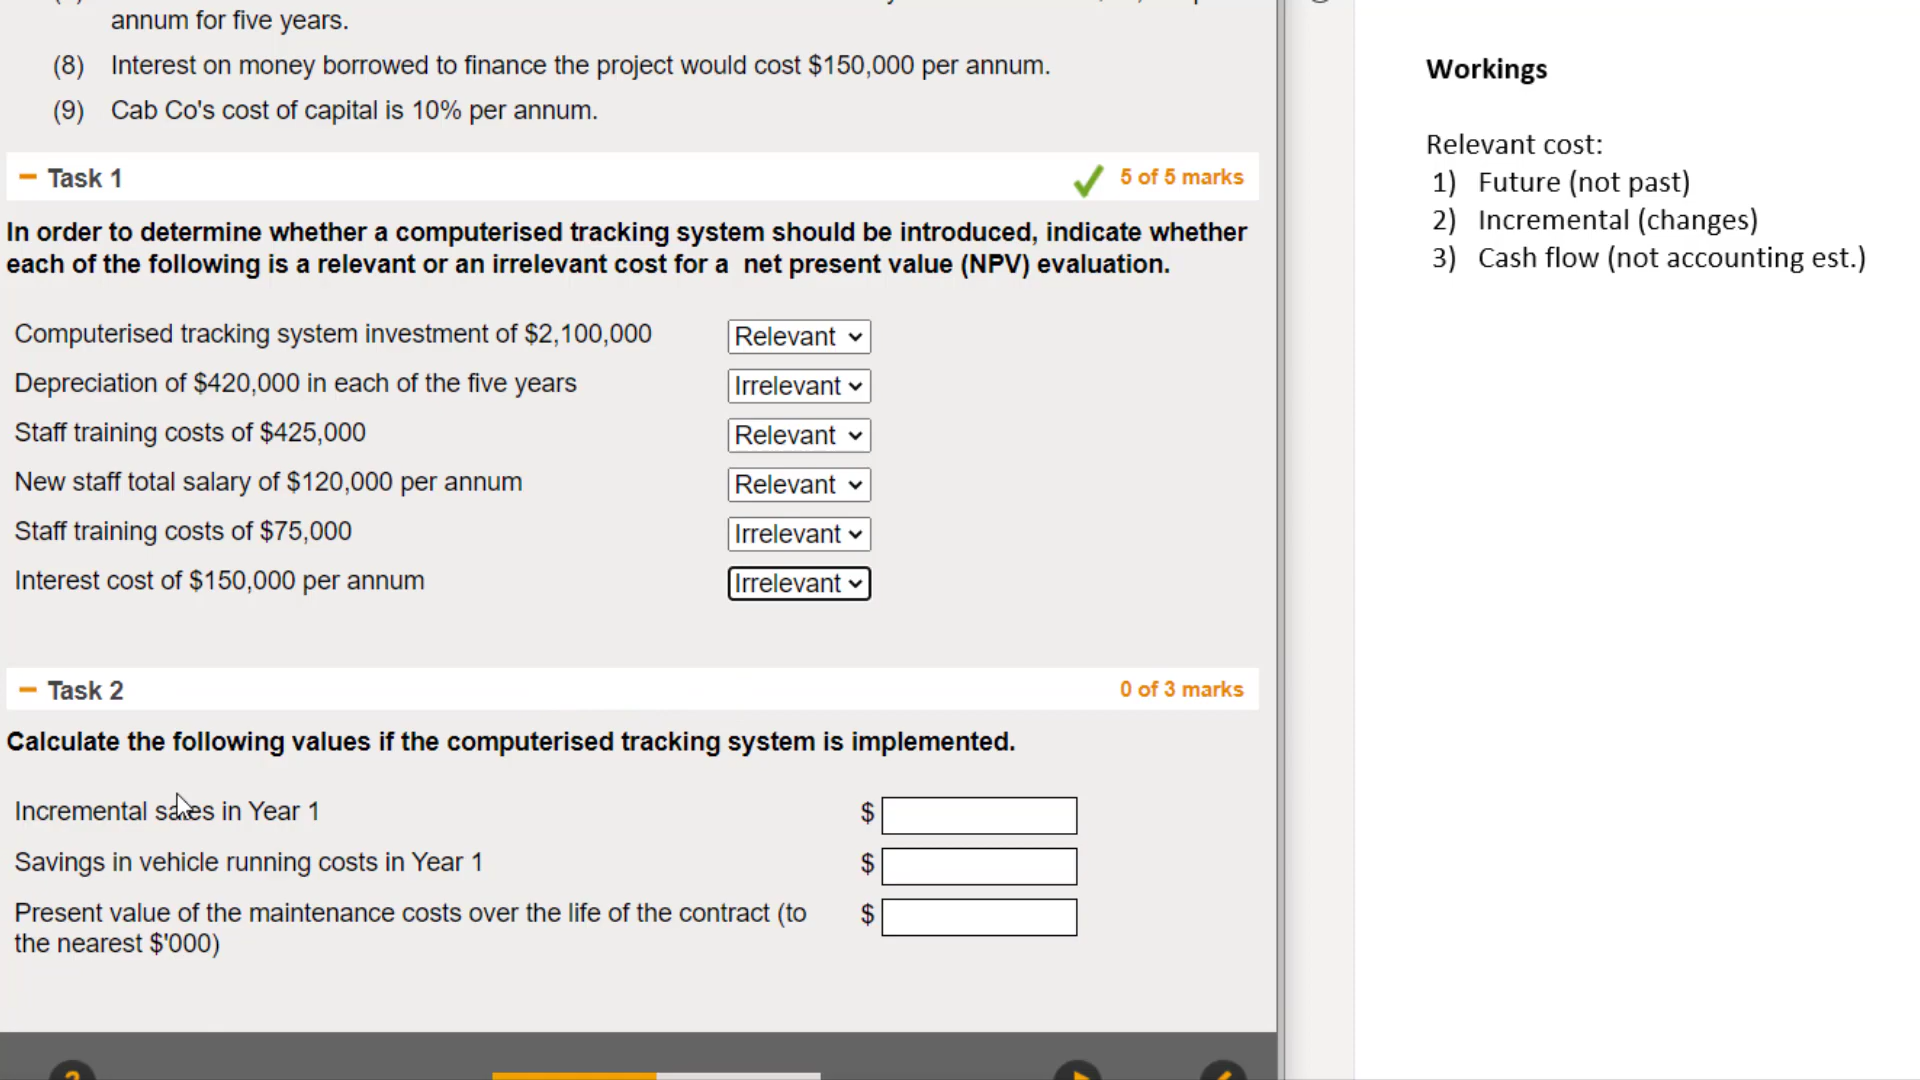 annum for five years.
(8) Interest on money borrowed to finance the project would cost $150,000 per annum.
(9) Cab Co's cost of capital is 10% per annum.
Task 1
5 of 5 marks
In order to determine whether a computerised tracking system should be introduced, indicate whether
each of the following is a relevant or an irrelevant cost for a net present value (NPV) evaluation.
Computerised tracking system investment of $2,100,000 Relevant
Depreciation of $420,000 in each of the five years Irrelevant
Staff training costs of $425,000 Relevant
New staff total salary of $120,000 per annum Relevant
Staff training costs of $75,000 Irrelevant
Interest cost of $150,000 per annum Irrelevant
Task 2
0 of 3 marks
Calculate the following values if the computerised tracking system is implemented.
Incremental sales in Year 1 $
Savings in vehicle running costs in Year 1 $
Present value of the maintenance costs over the life of the contract (to $
the nearest $'000)
Workings
Relevant cost:
1) Future (not past)
2) Incremental (changes)
3) Cash flow (not accounting est.)